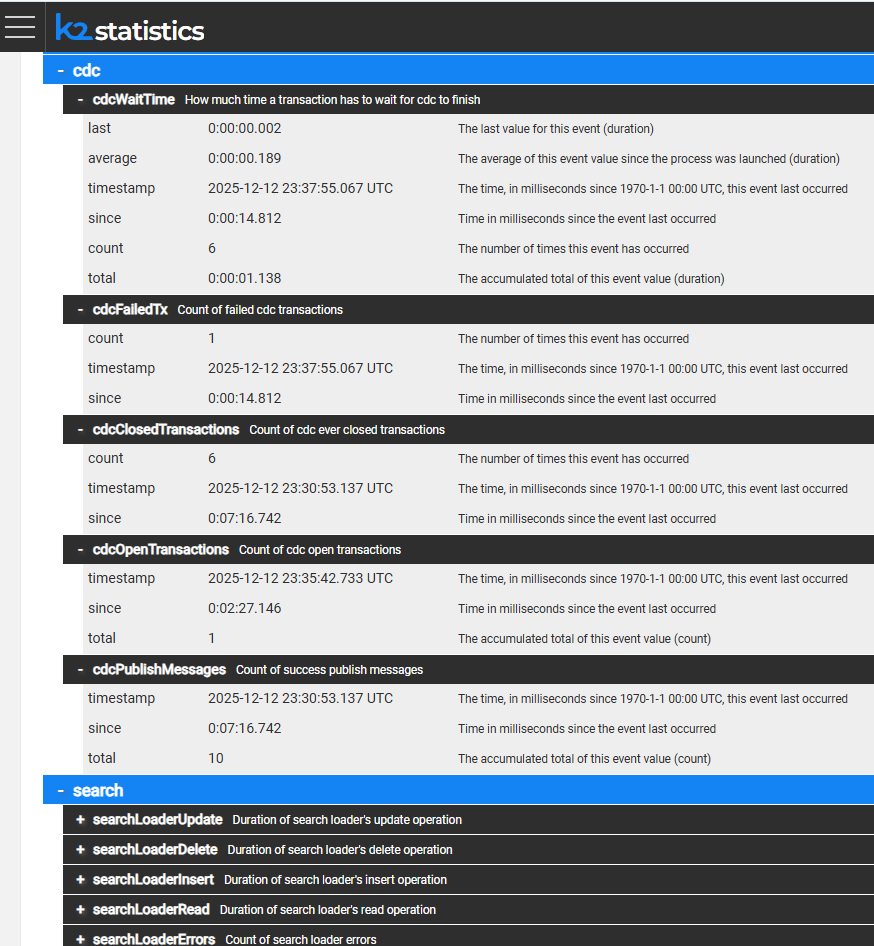 k2statistics
- cdc
- cdcWaitTime How much time a transaction has to wait for cdc to finish
last 0:00:00.002 The last value for this event (duration)
average 0:00:00.189 The average of this event value since the process was launched (duration)
timestamp 2025-12-12 23:37:55.067 UTC The time, in milliseconds since 1970-1-1 00:00 UTC, this event last occurred
since 0:00:14.812 Time in milliseconds since the event last occurred
count 6 The number of times this event has occurred
total 0:00:01.138 The accumulated total of this event value (duration)
- cdcFailedTx Count of failed cdc transactions
count 1 The number of times this event has occurred
timestamp 2025-12-12 23:37:55.067 UTC The time, in milliseconds since 1970-1-1 00:00 UTC, this event last occurred
since 0:00:14.812 Time in milliseconds since the event last occurred
- cdcClosedTransactions Count of cdc ever closed transactions
count 6 The number of times this event has occurred
timestamp 2025-12-12 23:30:53.137 UTC The time, in milliseconds since 1970-1-1 00:00 UTC, this event last occurred
since 0:07:16.742 Time in milliseconds since the event last occurred
- cdcOpenTransactions Count of cdc open transactions
timestamp 2025-12-12 23:35:42.733 UTC The time, in milliseconds since 1970-1-1 00:00 UTC, this event last occurred
since 0:02:27.146 Time in milliseconds since the event last occurred
total 1 The accumulated total of this event value (count)
- cdcPublishMessages Count of success publish messages
timestamp 2025-12-12 23:30:53.137 UTC The time, in milliseconds since 1970-1-1 00:00 UTC, this event last occurred
since 0:07:16.742 Time in milliseconds since the event last occurred
total 10 The accumulated total of this event value (count)
- search
+ searchLoaderUpdate Duration of search loader's update operation
+ searchLoaderDelete Duration of search loader's delete operation
+ searchLoaderInsert Duration of search loader's insert operation
+ searchLoaderRead Duration of search loader's read operation
+ searchLoaderErrors Count of search loader errors